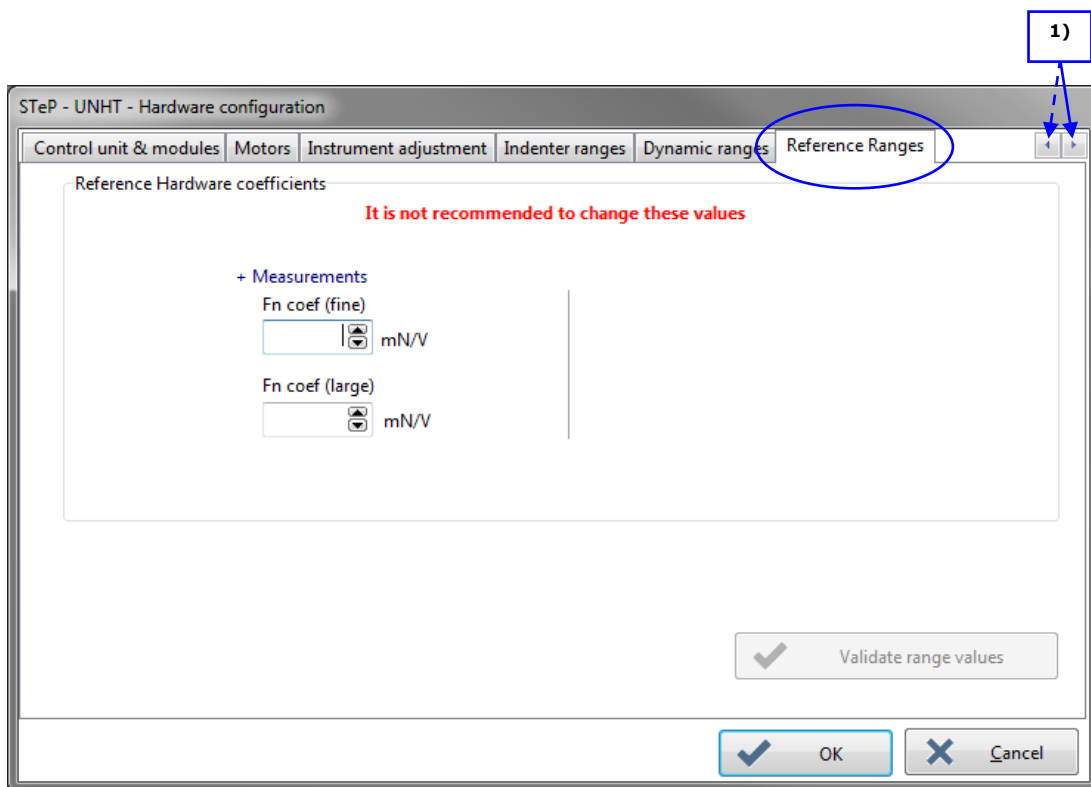 1)
STeP - UNHT - Hardware configuration
Control unit & modules Motors Instrument adjustment Indenter ranges Dynamic ranges Reference Ranges
Reference Hardware coefficients
It is not recommended to change these values
+ Measurements
Fn coef (fine)
mN/V
Fn coef (large)
mN/V
Validate range values
OK Cancel